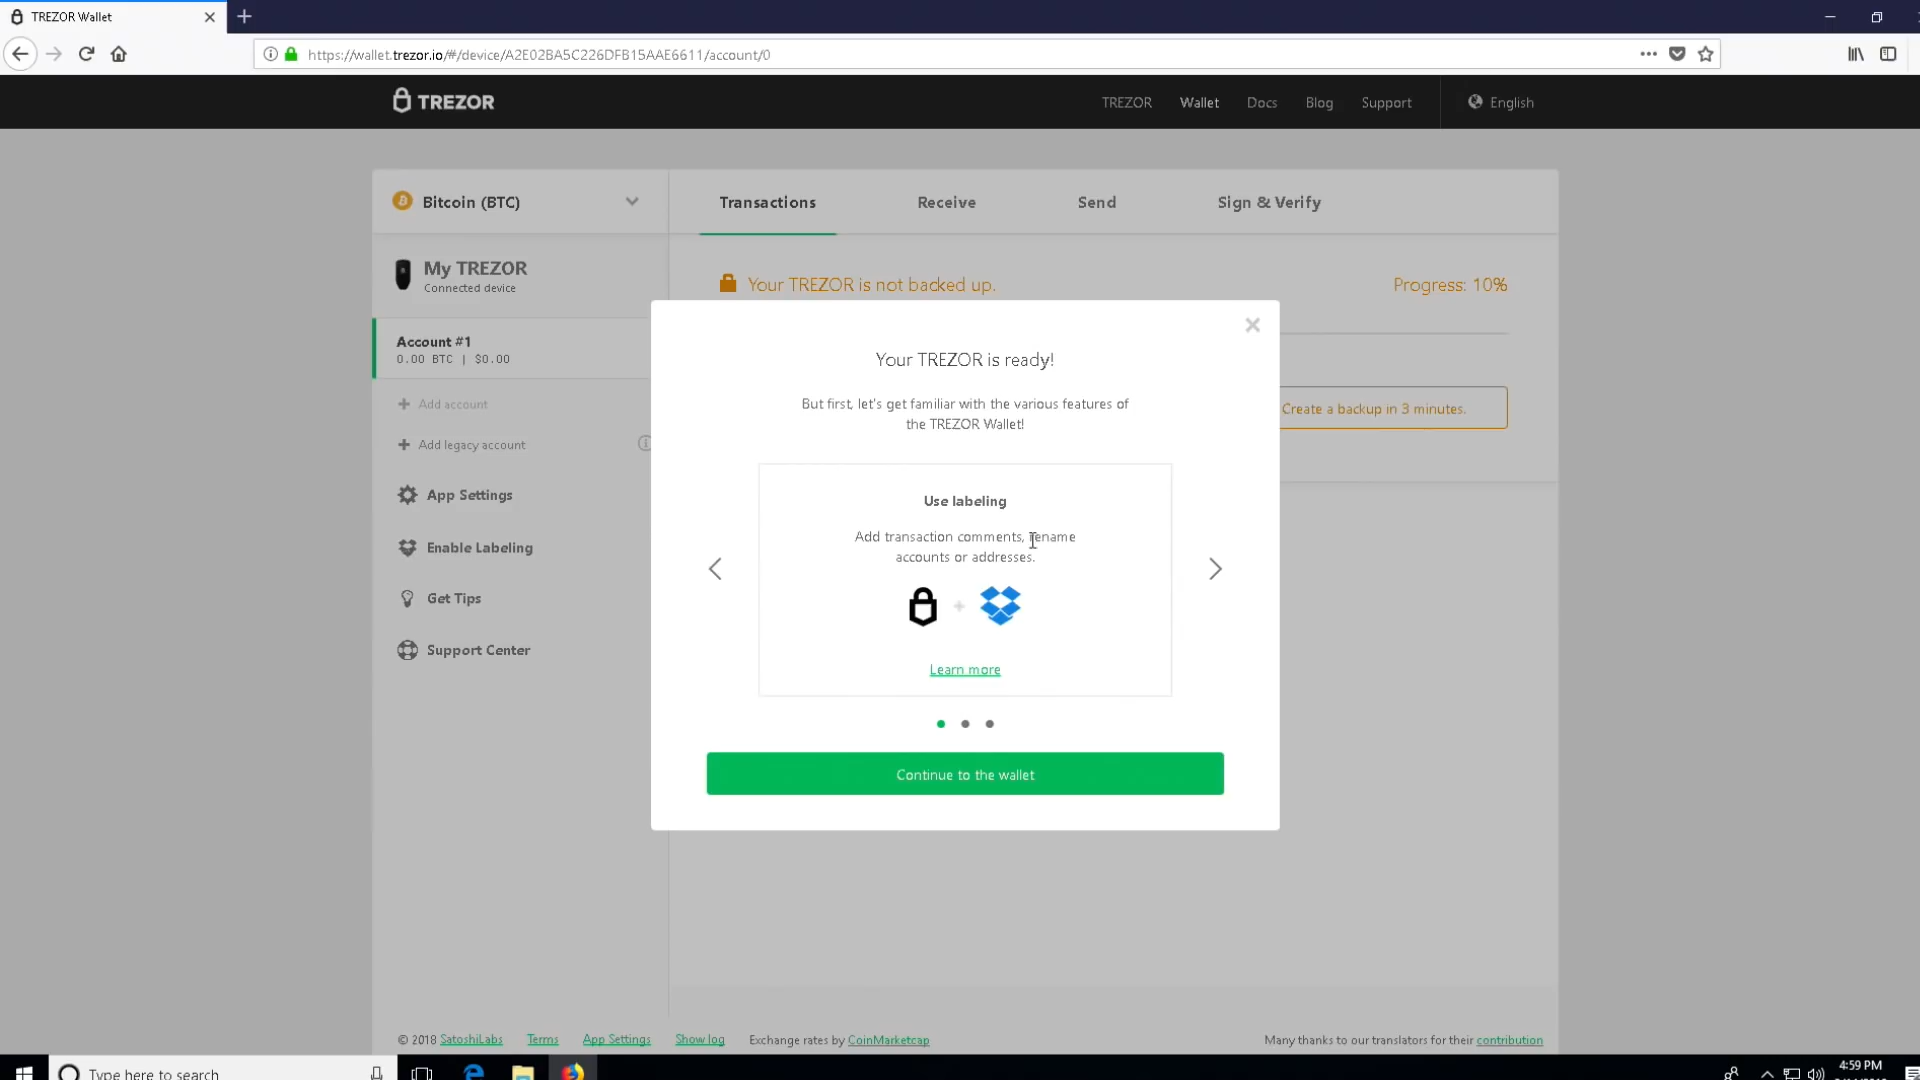 TREZOR Wallet
https://wallet.trezor.io/#/device/A2E02BA5C226DFB15AAE6611/account/0
TREZOR
TREZOR
Wallet
Docs
Blog
Support
English
Bitcoin (BTC)
Transactions
Receive
Send
Sign & Verify
My TREZOR
Connected device
Your TREZOR is not backed up.
Progress: 10%
Account #1
0.00 BTC | $0.00
Create a backup in 3 minutes.
Add account
Add legacy account
App Settings
Enable Labeling
Get Tips
Support Center
Your TREZOR is ready!
But first, let's get familiar with the various features of
the TREZOR Wallet!
Use labeling
Add transaction comments, rename
accounts or addresses.
Learn more
Continue to the wallet
© 2018 SatoshiLabs
Terms
App Settings
Show log
Exchange rates by CoinMarketcap
Many thanks to our translators for their contribution
Type here to search
4:59 PM